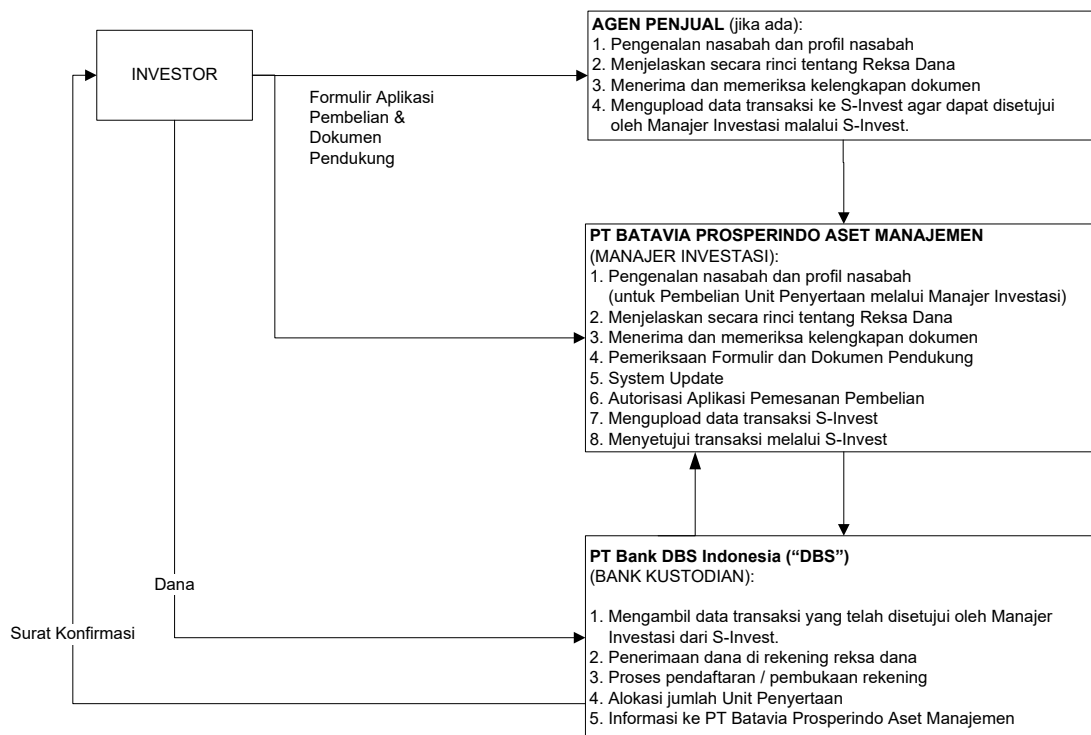 INVESTOR
Formulir Aplikasi
Pembelian &
Dokumen
Pendukung
AGEN PENJUAL (jika ada):
1. Pengenalan nasabah dan profil nasabah
2. Menjelaskan secara rinci tentang Reksa Dana
3. Menerima dan memeriksa kelengkapan dokumen
4. Mengupload data transaksi ke S-Invest agar dapat disetujui
oleh Manajer Investasi malalui S-Invest.
PT BATAVIA PROSPERINDO ASET MANAJEMEN
(MANAJER INVESTASI):
1. Pengenalan nasabah dan profil nasabah
(untuk Pembelian Unit Penyertaan melalui Manajer Investasi)
2. Menjelaskan secara rinci tentang Reksa Dana
3. Menerima dan memeriksa kelengkapan dokumen
4. Pemeriksaan Formulir dan Dokumen Pendukung
5. System Update
6. Autorisasi Aplikasi Pemesanan Pembelian
7. Mengupload data transaksi S-Invest
8. Menyetujui transaksi melalui S-Invest
Dana
Surat Konfirmasi
PT Bank DBS Indonesia (“DBS”)
(BANK KUSTODIAN):
1. Mengambil data transaksi yang telah disetujui oleh Manajer
Investasi dari S-Invest.
2. Penerimaan dana di rekening reksa dana
3. Proses pendaftaran / pembukaan rekening
4. Alokasi jumlah Unit Penyertaan
5. Informasi ke PT Batavia Prosperindo Aset Manajemen